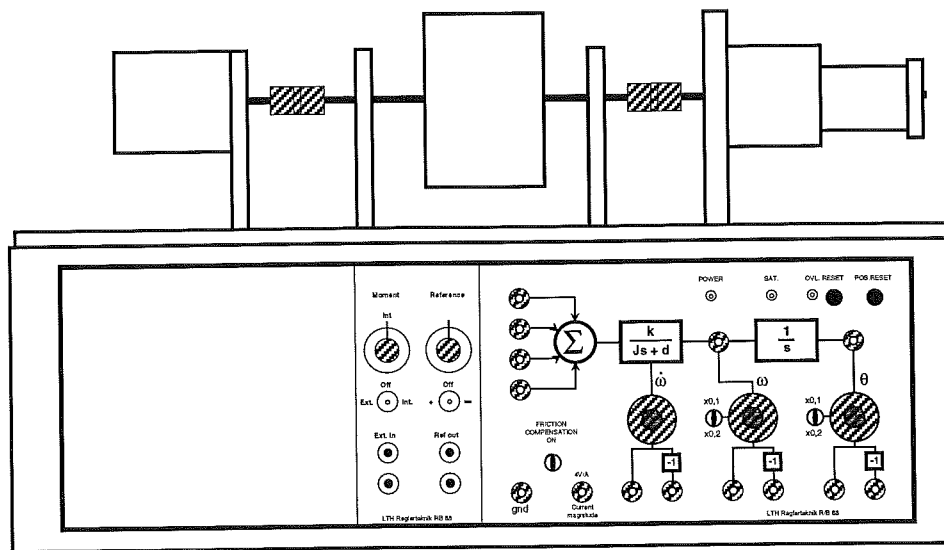 Moment Reference
Int
Off Off
Ext. Int. + −
Ext. In Ref out
LTH Reglerteknik RB 88
POWER SAT. OVL. RESET POS.RESET
Σ
k
Js + d
1
s
ω̇ ω θ
x0,1 x0,1
x0,2 x0,2
FRICTION
COMPENSATION
ON
-1 -1 -1
4V/A
gnd Current
magnitude
LTH Reglerteknik R/B 88